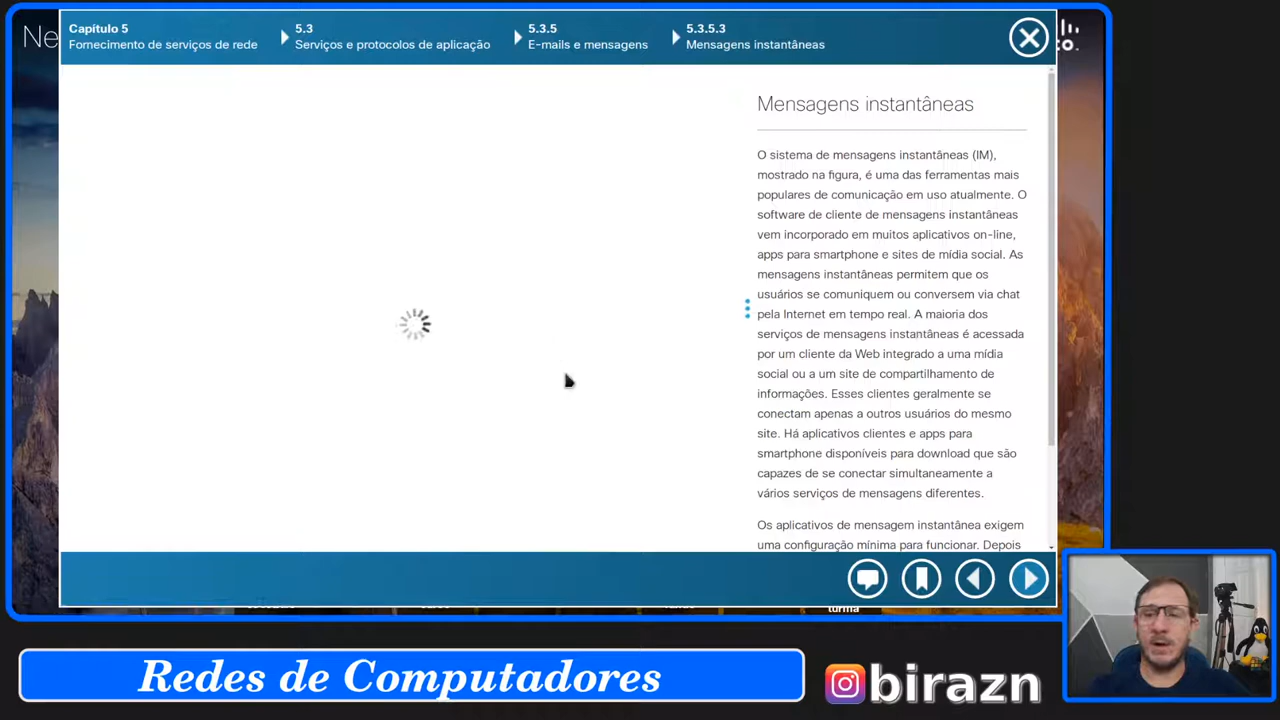 Ne
Capítulo 5
Fornecimento de serviços de rede
5.3
Serviços e protocolos de aplicação
5.3.5
E-mails e mensagens
5.3.5.3
Mensagens instantâneas
Mensagens instantâneas
O sistema de mensagens instantâneas (IM),
mostrado na figura, é uma das ferramentas mais
populares de comunicação em uso atualmente. O
software de cliente de mensagens instantâneas
vem incorporado em muitos aplicativos on-line,
apps para smartphone e sites de mídia social. As
mensagens instantâneas permitem que os
usuários se comuniquem ou conversem via chat
pela Internet em tempo real. A maioria dos
serviços de mensagens instantâneas é acessada
por um cliente da Web integrado a uma mídia
social ou a um site de compartilhamento de
informações. Esses clientes geralmente se
conectam apenas a outros usuários do mesmo
site. Há aplicativos clientes e apps para
smartphone disponíveis para download que são
capazes de se conectar simultaneamente a
vários serviços de mensagens diferentes.
Os aplicativos de mensagem instantânea exigem
uma configuração mínima para funcionar. Depois
turma
Redes de Computadores
birazn